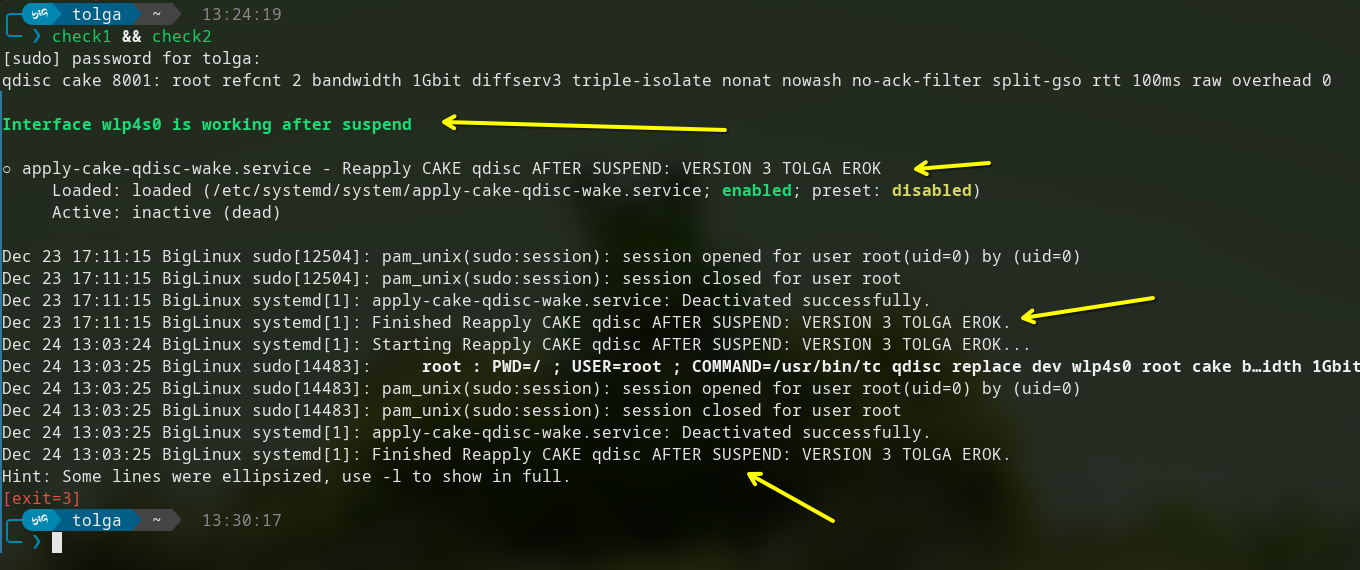 BIG tolga ~ 13:24:19
❯ check1 && check2
[sudo] password for tolga:
qdisc cake 8001: root refcnt 2 bandwidth 1Gbit diffserv3 triple-isolate nonat nowash no-ack-filter split-gso rtt 100ms raw overhead 0
Interface wlp4s0 is working after suspend
○ apply-cake-qdisc-wake.service - Reapply CAKE qdisc AFTER SUSPEND: VERSION 3 TOLGA EROK
Loaded: loaded (/etc/systemd/system/apply-cake-qdisc-wake.service; enabled; preset: disabled)
Active: inactive (dead)
Dec 23 17:11:15 BigLinux sudo[12504]: pam_unix(sudo:session): session opened for user root(uid=0) by (uid=0)
Dec 23 17:11:15 BigLinux sudo[12504]: pam_unix(sudo:session): session closed for user root
Dec 23 17:11:15 BigLinux systemd[1]: apply-cake-qdisc-wake.service: Deactivated successfully.
Dec 23 17:11:15 BigLinux systemd[1]: Finished Reapply CAKE qdisc AFTER SUSPEND: VERSION 3 TOLGA EROK.
Dec 24 13:03:24 BigLinux systemd[1]: Starting Reapply CAKE qdisc AFTER SUSPEND: VERSION 3 TOLGA EROK...
Dec 24 13:03:25 BigLinux sudo[14483]: root : PWD=/ ; USER=root ; COMMAND=/usr/bin/tc qdisc replace dev wlp4s0 root cake b…idth 1Gbit
Dec 24 13:03:25 BigLinux sudo[14483]: pam_unix(sudo:session): session opened for user root(uid=0) by (uid=0)
Dec 24 13:03:25 BigLinux sudo[14483]: pam_unix(sudo:session): session closed for user root
Dec 24 13:03:25 BigLinux systemd[1]: apply-cake-qdisc-wake.service: Deactivated successfully.
Dec 24 13:03:25 BigLinux systemd[1]: Finished Reapply CAKE qdisc AFTER SUSPEND: VERSION 3 TOLGA EROK.
Hint: Some lines were ellipsized, use -l to show in full.
[exit=3]
BIG tolga ~ 13:30:17
❯